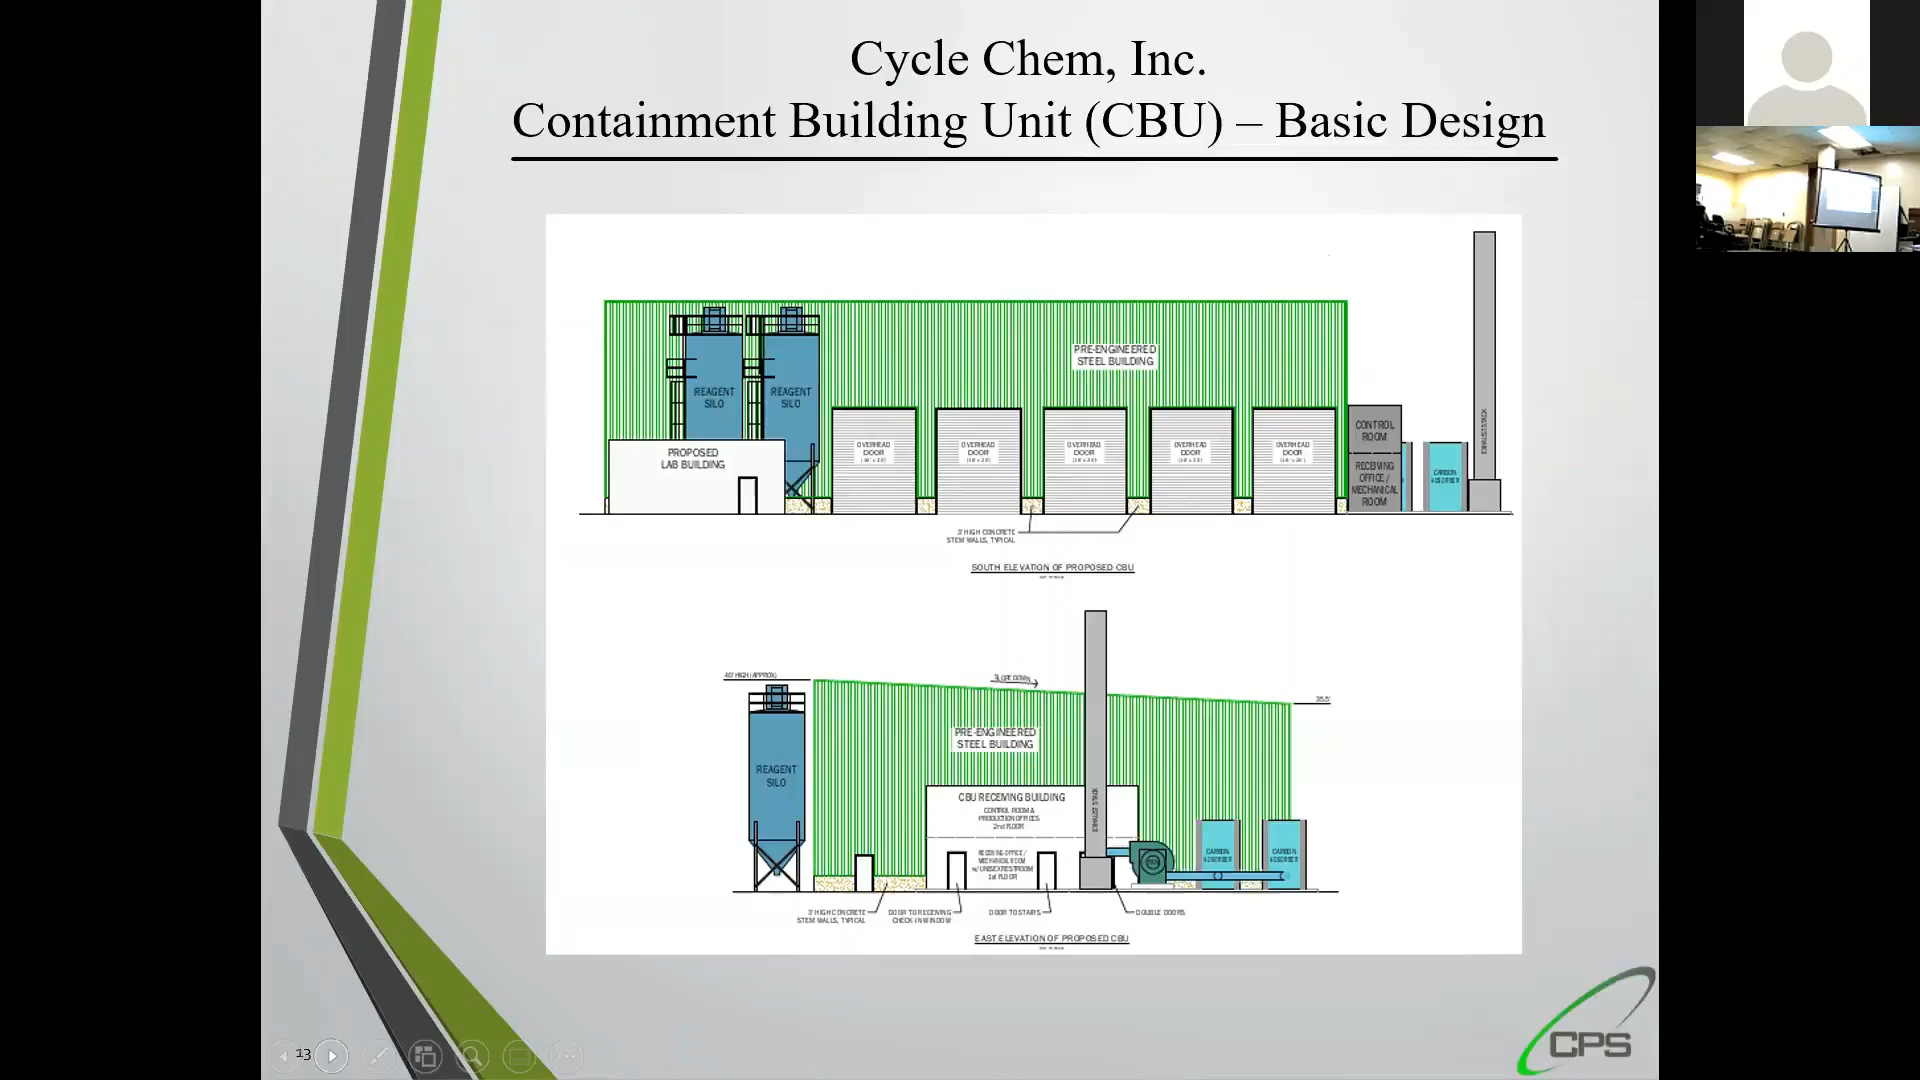 Cycle Chem, Inc.
Containment Building Unit (CBU) – Basic Design
PRE-ENGINEERED
STEEL BUILDING
REAGENT
SILO
REAGENT
SILO
PROPOSED
LAB BUILDING
OVERHEAD
DOOR
OVERHEAD
DOOR
OVERHEAD
DOOR
OVERHEAD
DOOR
OVERHEAD
DOOR
CONTROL
ROOM
RECEIVING
OFFICE /
MECHANICAL
ROOM
CARBON
ADSORBER
EXHAUST STACK
3' HIGH CONCRETE
STEM WALLS, TYPICAL
SOUTH ELEVATION OF PROPOSED CBU
40' HIGH (APPROX)
SLOPE DOWN
PRE-ENGINEERED
STEEL BUILDING
REAGENT
SILO
CBU RECEIVING BUILDING
CONTROL ROOM &
PRODUCTION OFFICES
2nd FLOOR
RECEIVING OFFICE /
MECHANICAL ROOM
w/ UNISEX RESTROOM
1st FLOOR
EXHAUST STACK
FAN
CARBON
ADSORBER
CARBON
ADSORBER
3' HIGH CONCRETE
STEM WALLS, TYPICAL
DOOR TO RECEIVING
CHECK-IN WINDOW
DOOR TO STAIRS
DOUBLE DOORS
EAST ELEVATION OF PROPOSED CBU
13
CPS